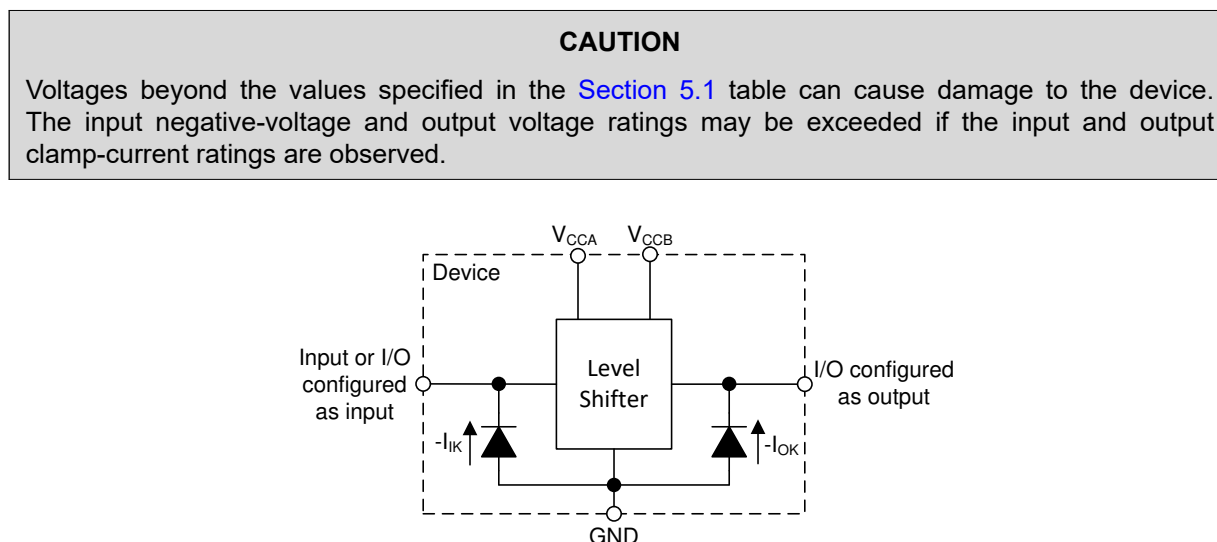 CAUTION
Voltages beyond the values specified in the Section 5.1 table can cause damage to the device.
The input negative-voltage and output voltage ratings may be exceeded if the input and output
clamp-current ratings are observed.
VCCA VCCB
Device
Input or I/O
configured
as input
Level
Shifter
I/O configured
as output
-IIK
-IOK
GND